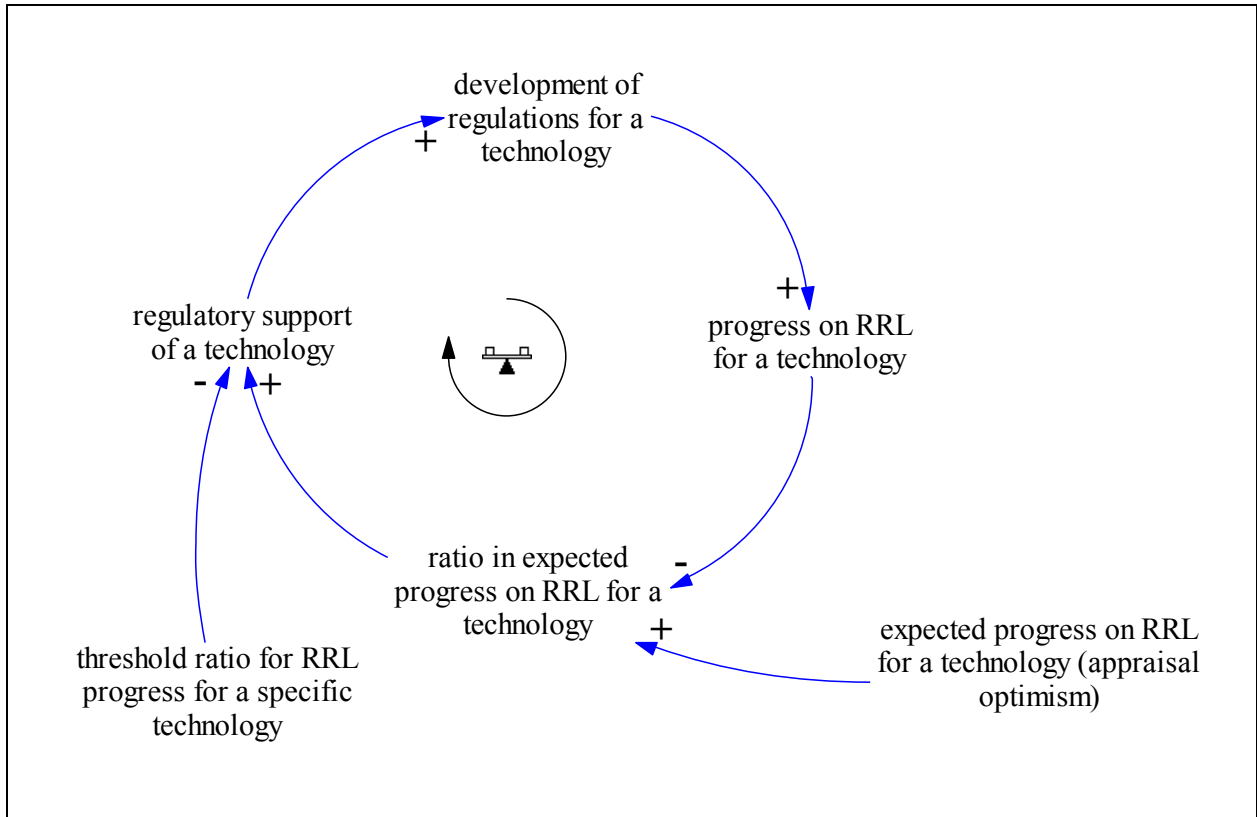 development of
regulations for a
technology
+
+
regulatory support
of a technology
progress on RRL
for a technology
-
+
ratio in expected
progress on RRL for a
technology
-
+
expected progress on RRL
for a technology (appraisal
optimism)
threshold ratio for RRL
progress for a specific
technology